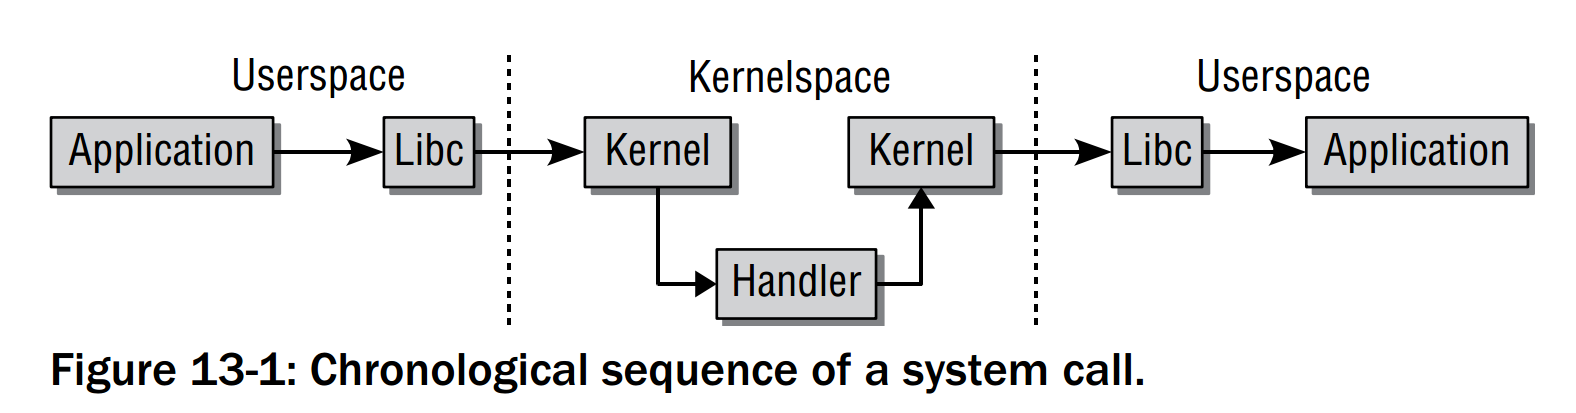 Userspace Kernelspace Userspace
Application Libc Kernel Kernel Libc Application
Handler
Figure 13-1: Chronological sequence of a system call.